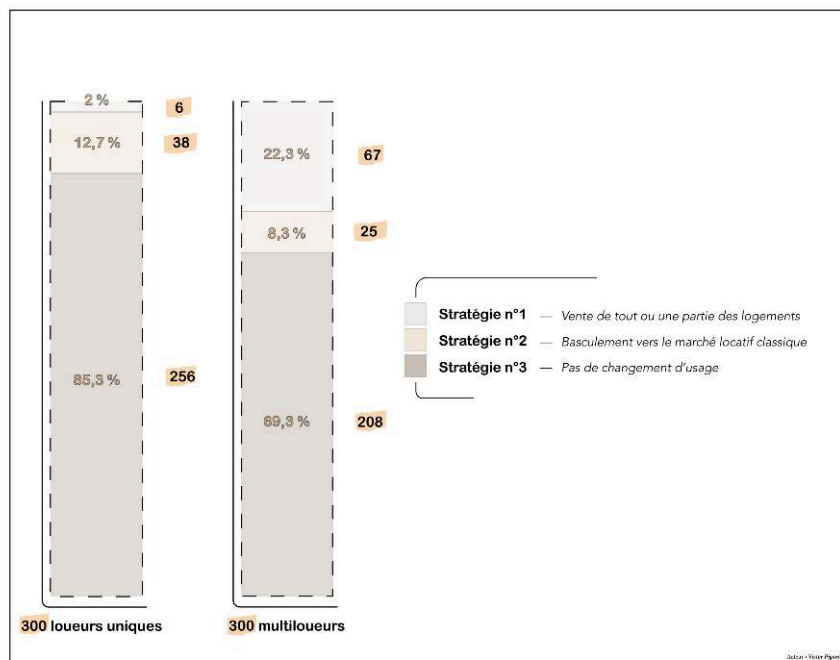 2 %
6
12,7 %
38
22,3 %
67
8,3 %
25
Stratégie n°1 — Vente de tout ou une partie des logements
Stratégie n°2 — Basculement vers le marché locatif classique
Stratégie n°3 — Pas de changement d'usage
85,3 %
256
69,3 %
208
300 loueurs uniques
300 multiloueurs